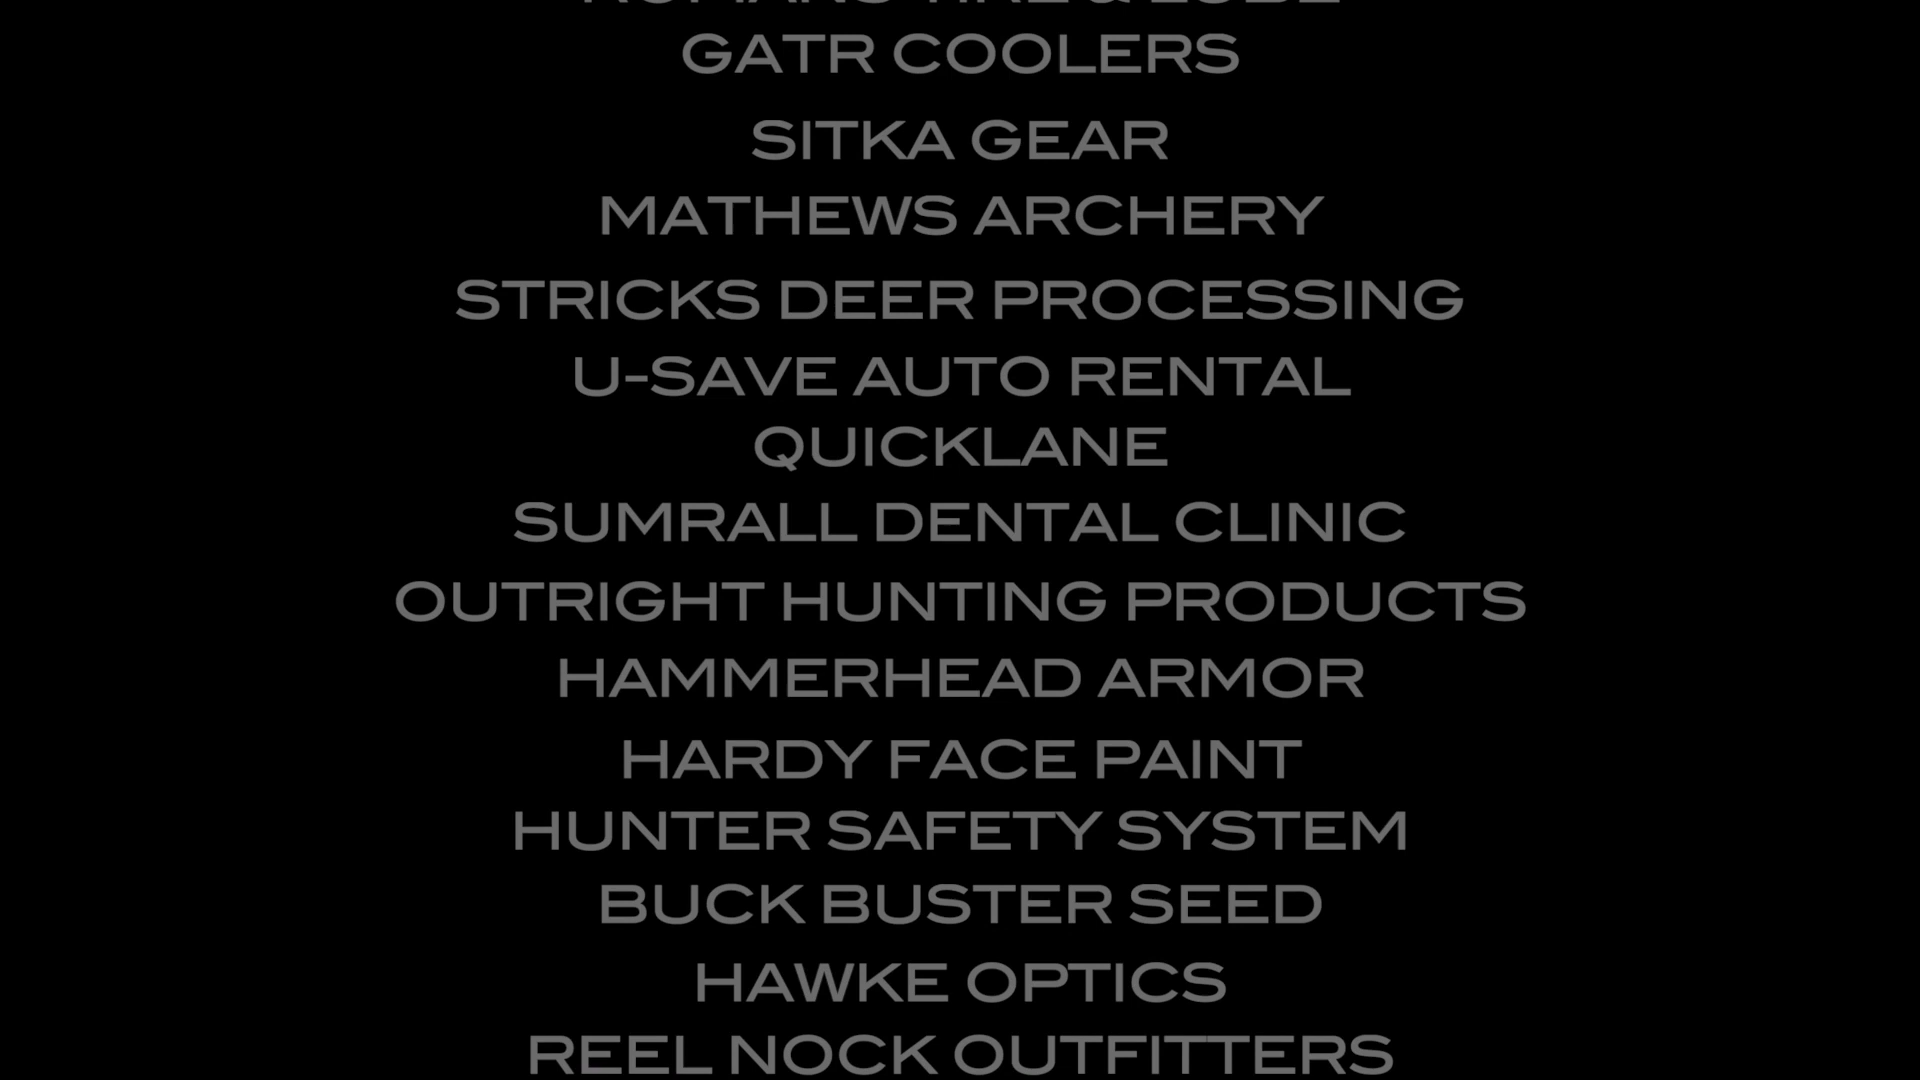 GATR COOLERS
SITKA GEAR
MATHEWS ARCHERY
STRICKS DEER PROCESSING
U-SAVE AUTO RENTAL
QUICKLANE
SUMRALL DENTAL CLINIC
OUTRIGHT HUNTING PRODUCTS
HAMMERHEAD ARMOR
HARDY FACE PAINT
HUNTER SAFETY SYSTEM
BUCK BUSTER SEED
HAWKE OPTICS
REEL NOCK OUTFITTERS